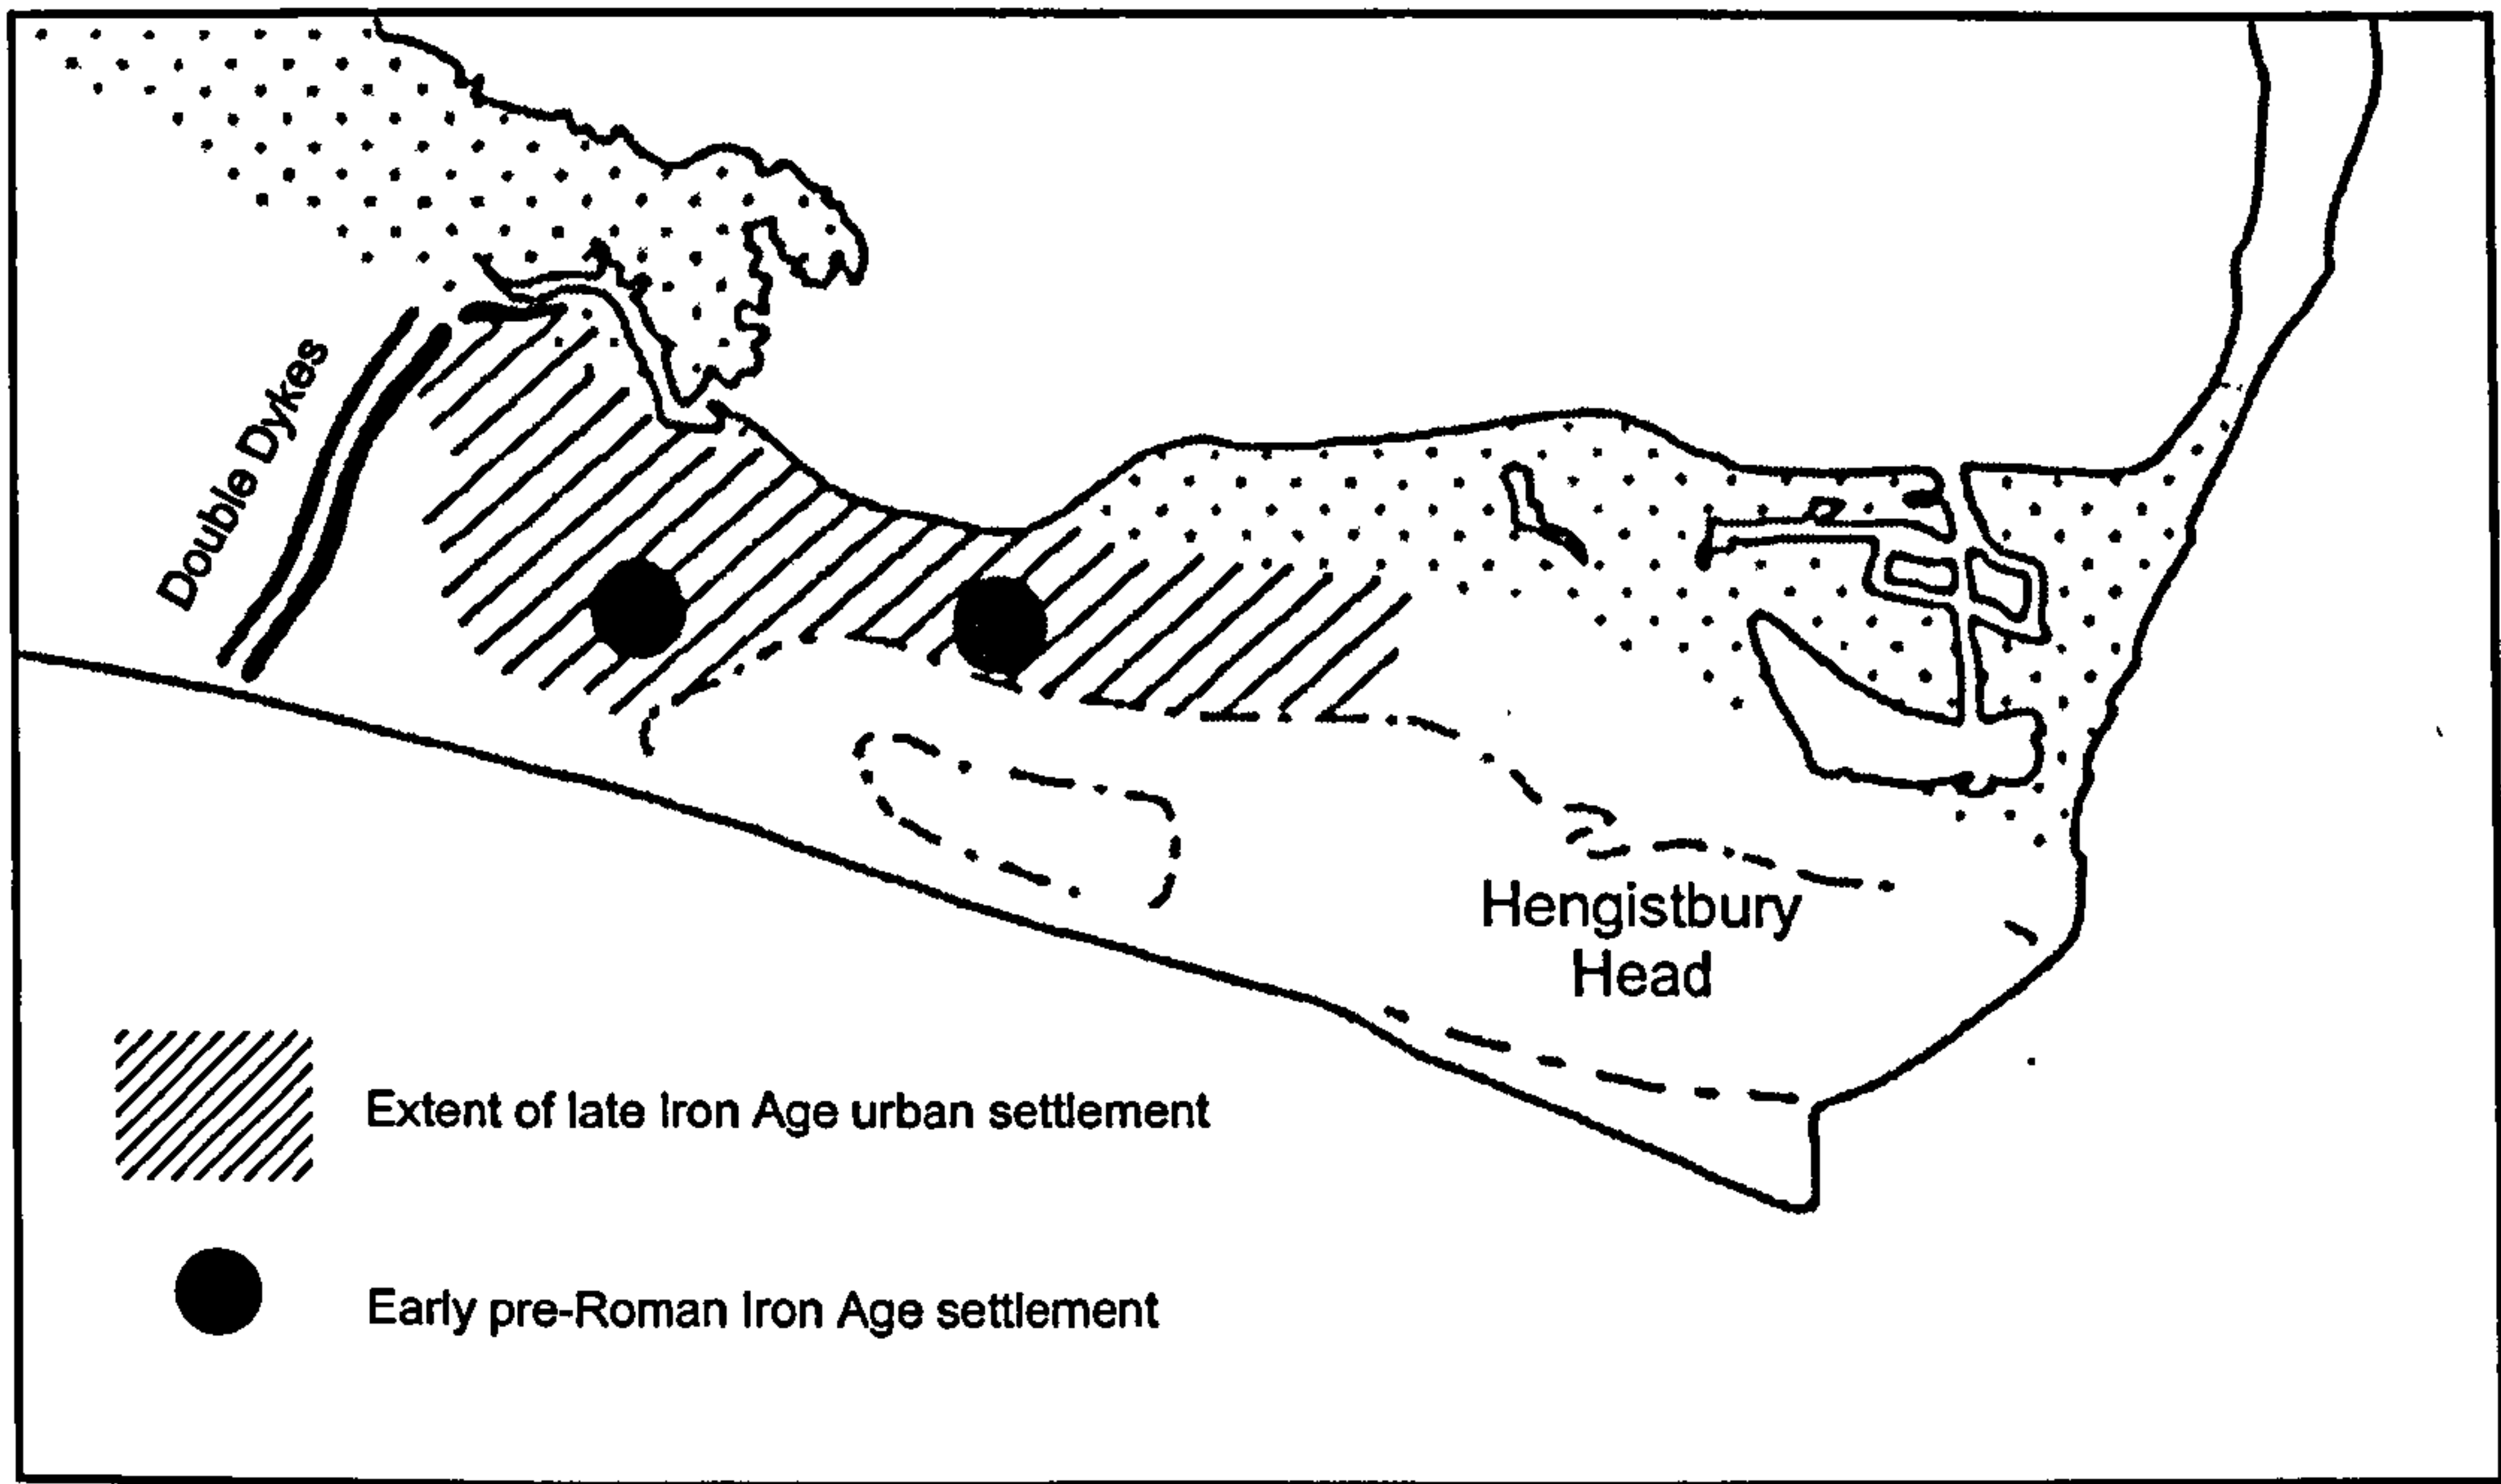 Double Dykes
Hengistbury
Head
Extent of late Iron Age urban settlement
Early pre-Roman Iron Age settlement